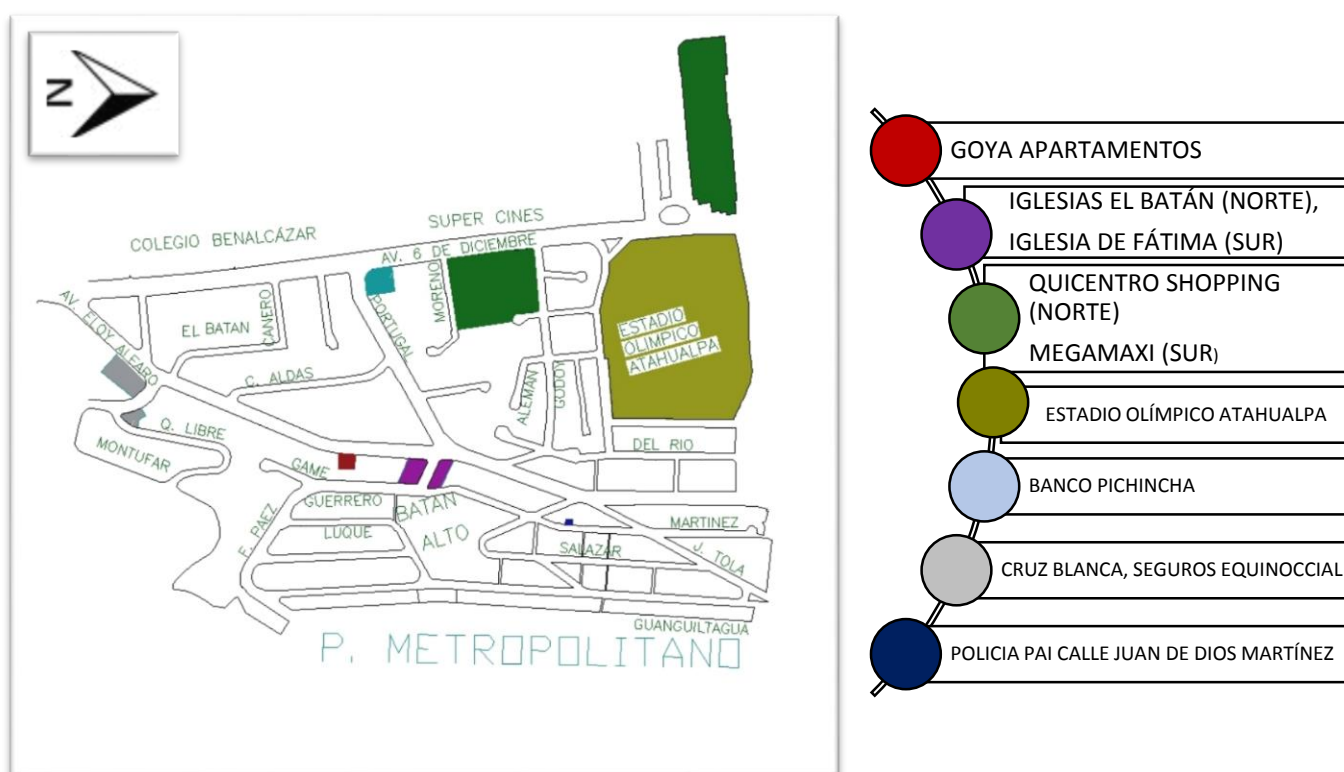 N
SUPER CINES
COLEGIO BENALCÁZAR
AV. 6 DE DICIEMBRE
AV. ELOY ALFARO
EL BATAN
CANERO
PORTUGAL
MORENO
ESTADIO
OLIMPICO
ATAHUALPA
C. ALDAS
ALEMAN
GODOY
Q. LIBRE
MONTUFAR
DEL RIO
GAME
GUERRERO
BATAN
ALTO
LUQUE
F. PAEZ
MARTINEZ
SALAZAR
J. TOLA
GUANGUILTAGUA
P. METROPOLITANO
GOYA APARTAMENTOS
IGLESIAS EL BATÁN (NORTE),
IGLESIA DE FÁTIMA (SUR)
QUICENTRO SHOPPING
(NORTE)
MEGAMAXI (SUR)
ESTADIO OLÍMPICO ATAHUALPA
BANCO PICHINCHA
CRUZ BLANCA, SEGUROS EQUINOCCIAL
POLICIA PAI CALLE JUAN DE DIOS MARTÍNEZ